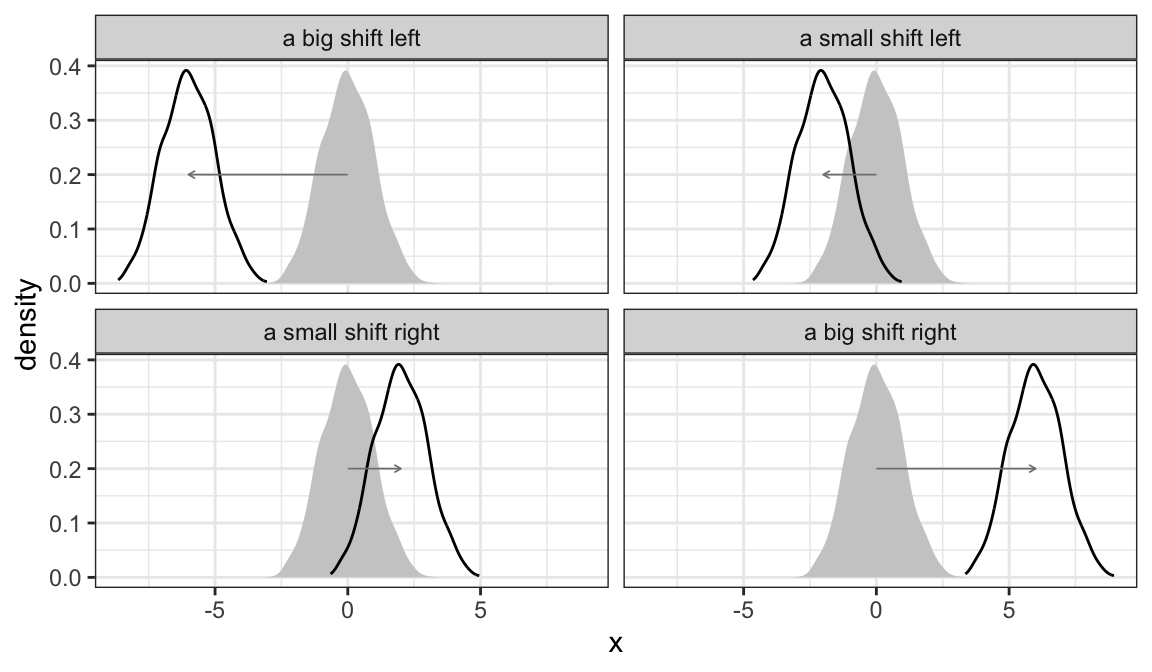 a big shift left
a small shift left
0.4
0.3
0.2
0.1
0.0
density
a small shift right
a big shift right
0.4
0.3
0.2
0.1
0.0
-5 0 5
-5 0 5
x